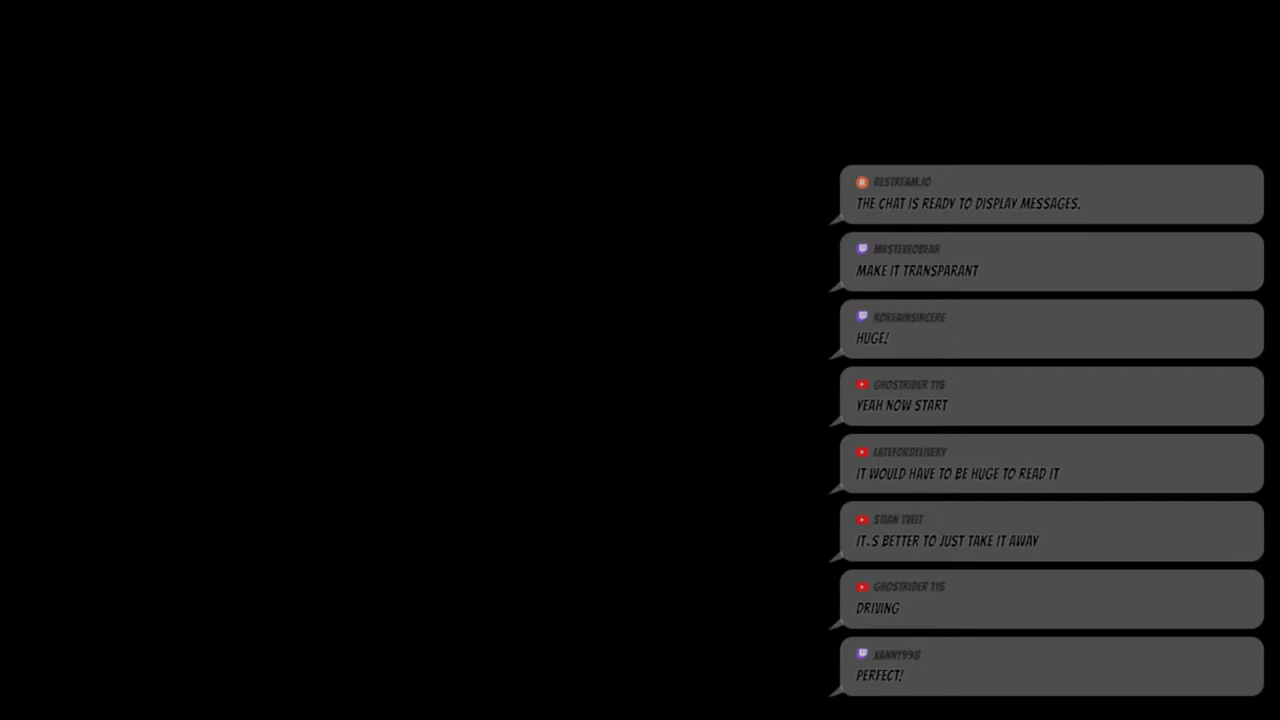 RESTREAM.IO
THE CHAT IS READY TO DISPLAY MESSAGES.
MRSTEVEOBEAR
MAKE IT TRANSPARANT
KOREAINSINCERE
HUGE!
GHOSTRIDER 115
YEAH NOW START
LATEFORDELIVERY
IT WOULD HAVE TO BE HUGE TO READ IT
STIAN TVEIT
IT..S BETTER TO JUST TAKE IT AWAY
GHOSTRIDER 115
DRIVING
XANN1998
PERFECT!